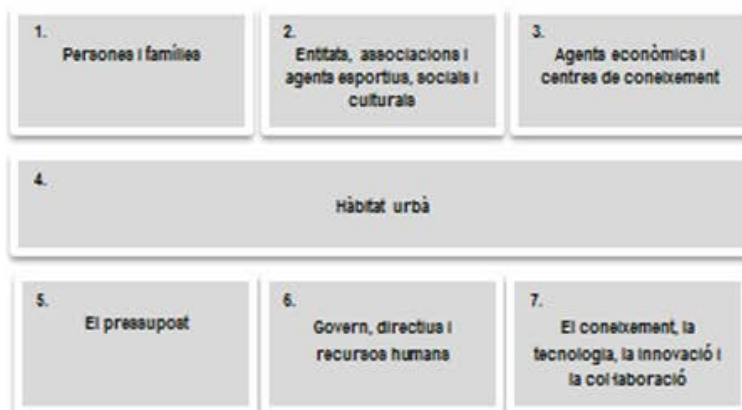 1.
Persones i famílies
2.
Entitats, associacions i
agents esportius, socials i
culturals
3.
Agents econòmics i
centres de coneixement
4.
Hàbitat urbà
5.
El pressupost
6.
Govern, directius i
recursos humans
7.
El coneixement, la
tecnologia, la innovació i
la col·laboració